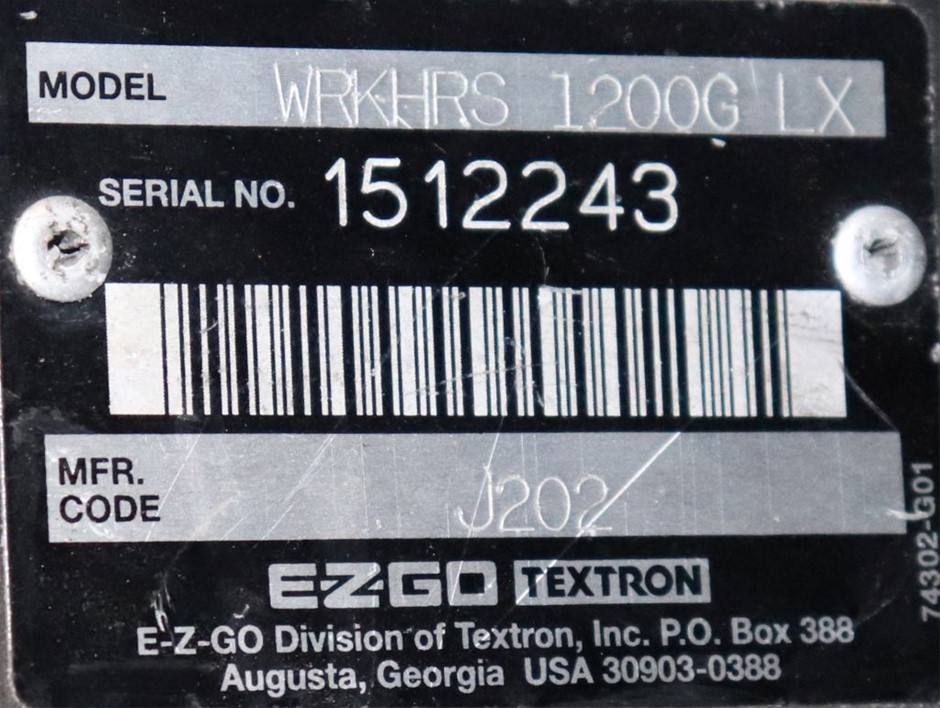 MODEL WRKHRS 1200G LX
SERIAL NO. 1512243
MFR. CODE J202
E-Z-GO TEXTRON
E-Z-GO Division of Textron, Inc. P.O. Box 388
Augusta, Georgia USA 30903-0388
74302-G01